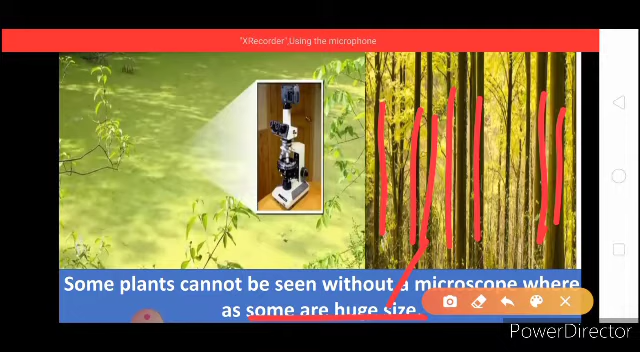 "XRecorder",Using the microphone
Some plants cannot be seen without a microscope where
as some are huge size.
PowerDirector